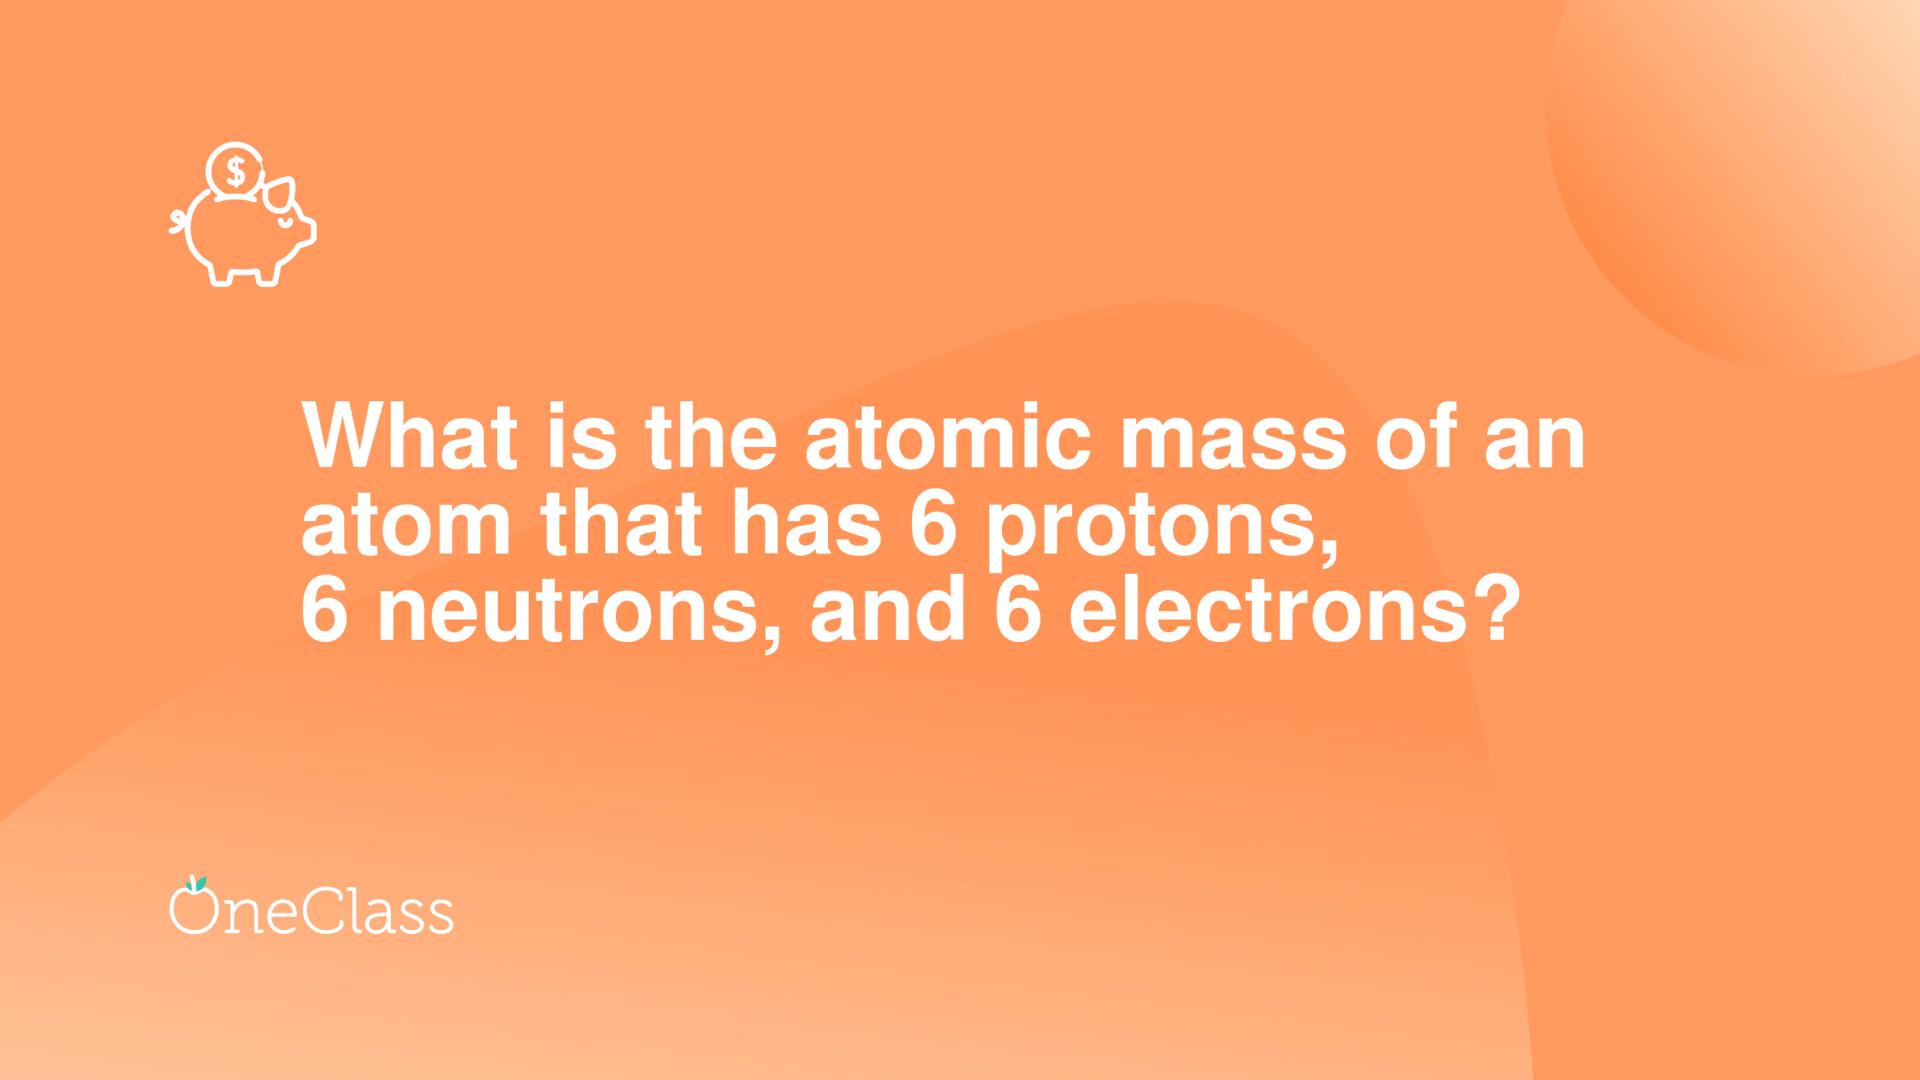 $
What is the atomic mass of an
atom that has 6 protons,
6 neutrons, and 6 electrons?
OneClass